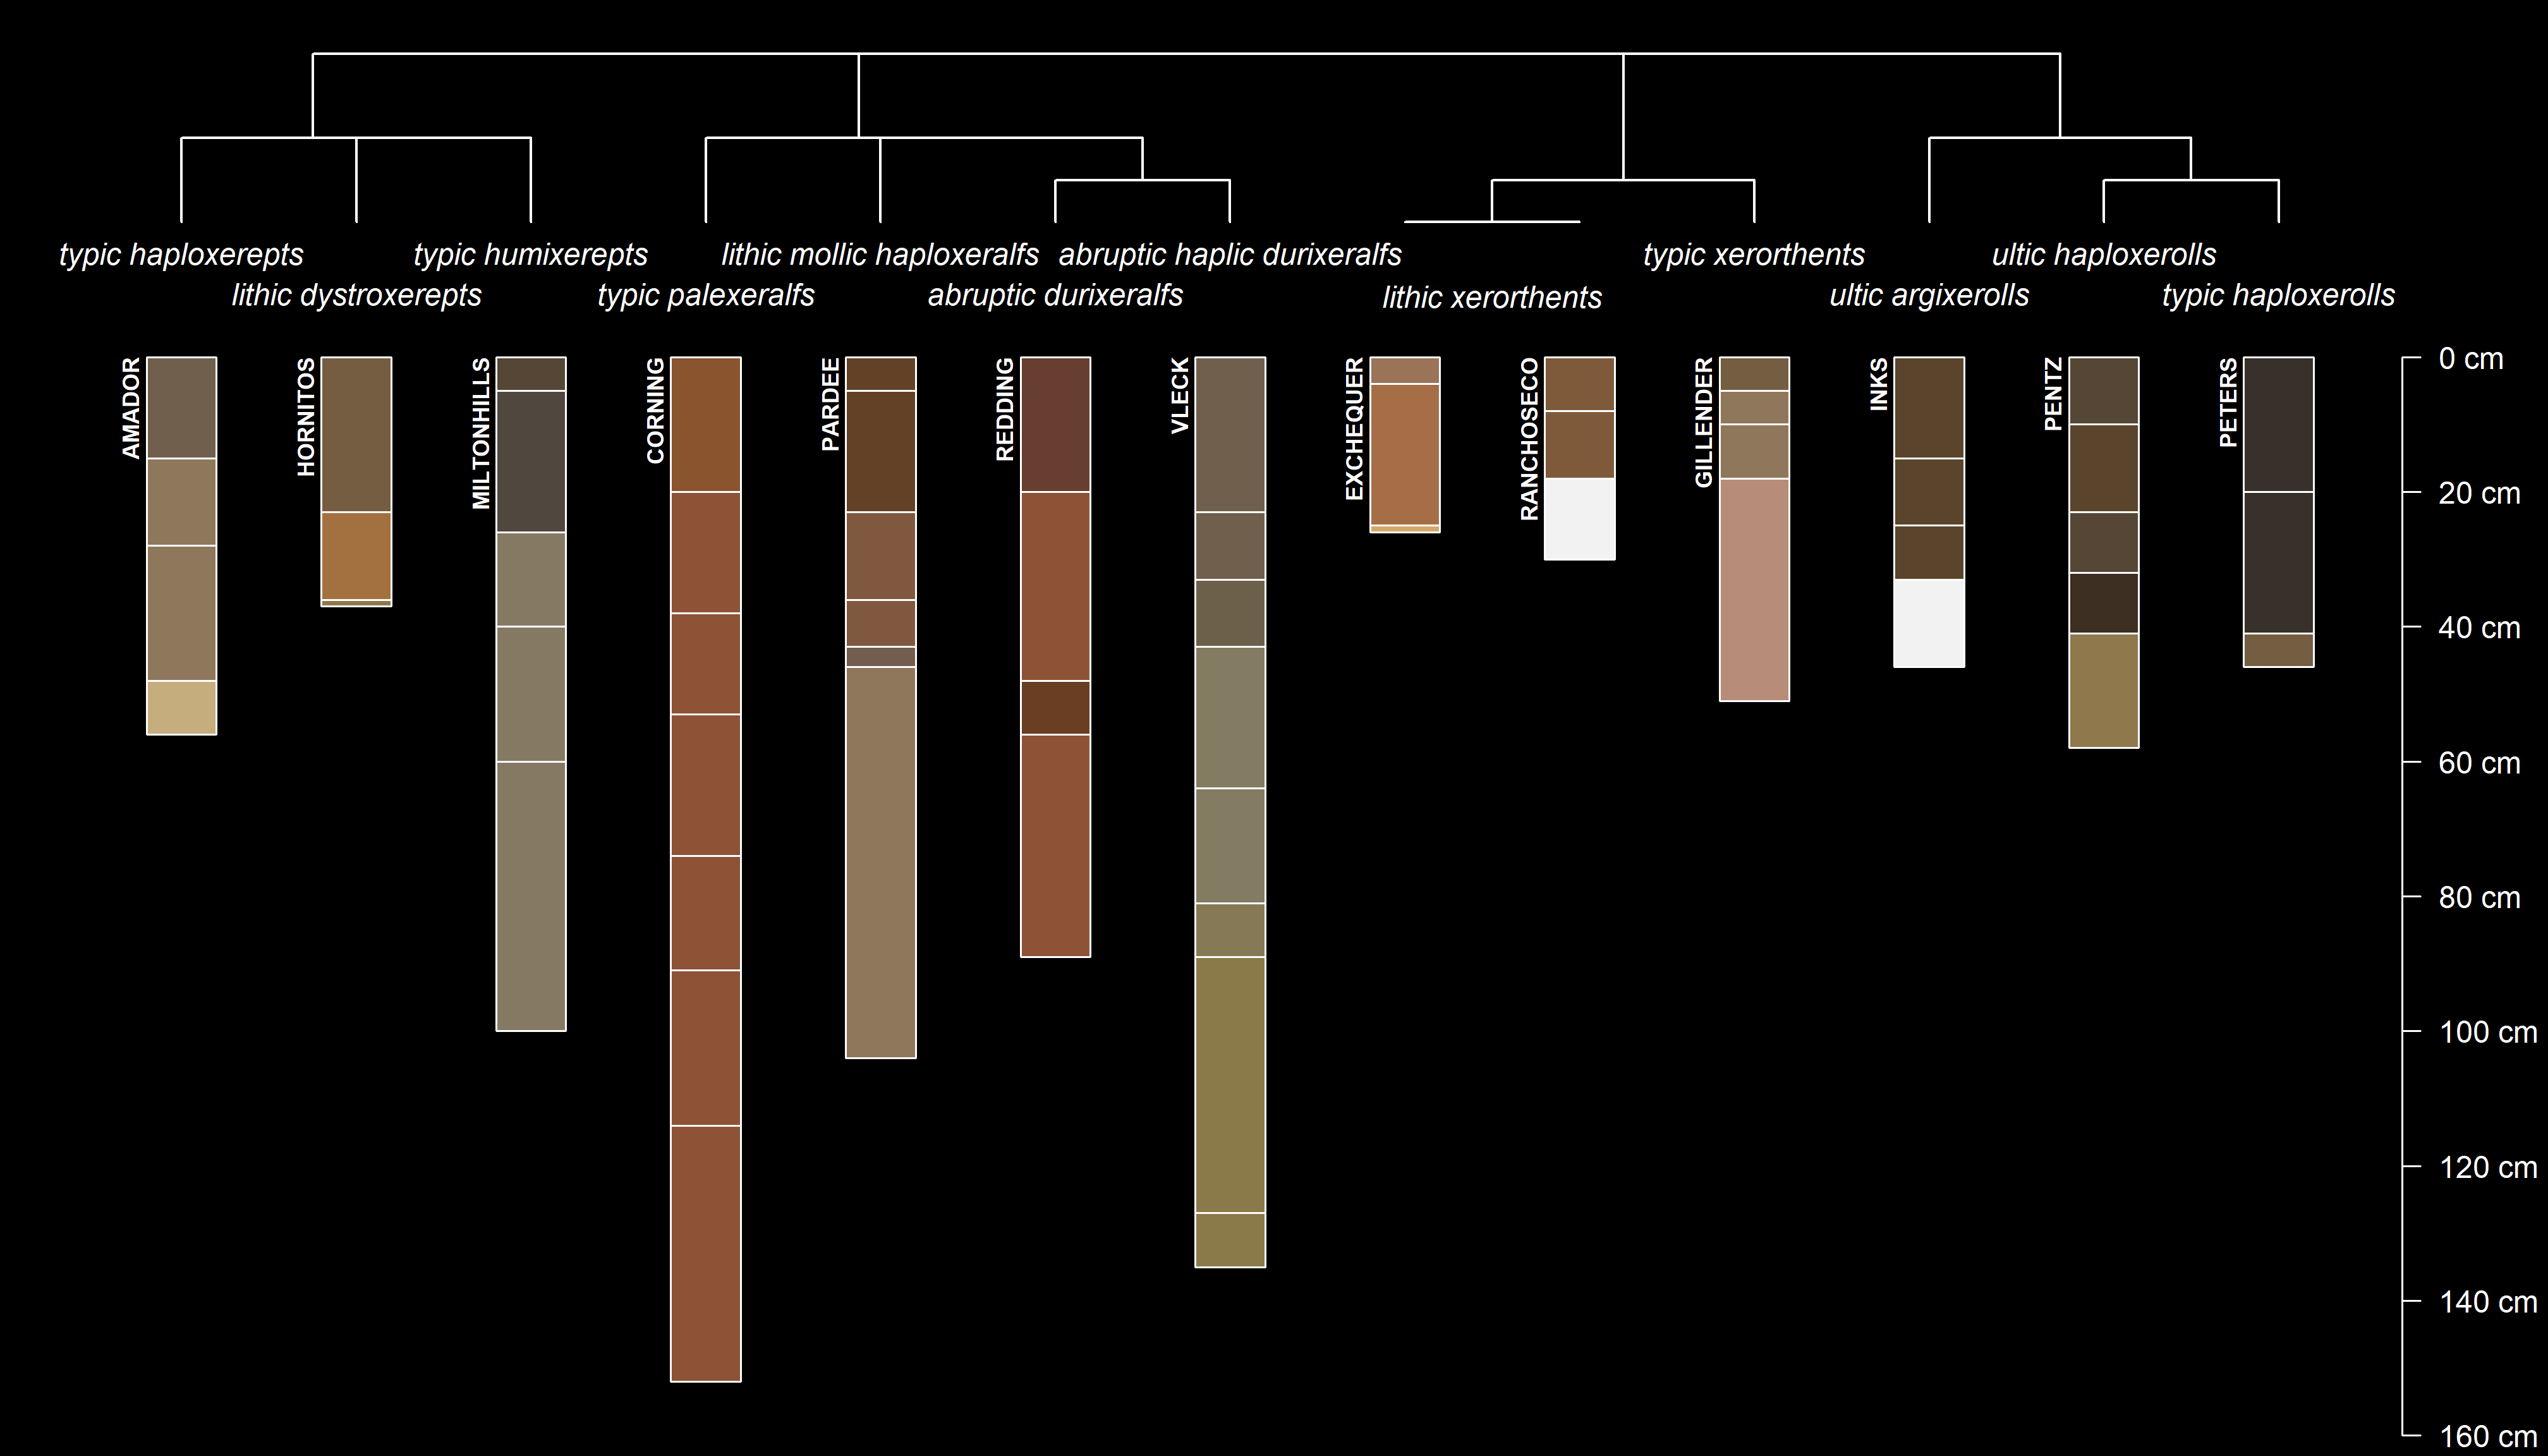 typic haploxerepts
typic humixerepts
lithic mollic haploxeralfs
abruptic haplic durixeralfs
typic xerorthents
ultic haploxerolls
lithic dystroxerepts
typic palexeralfs
abruptic durixeralfs
lithic xerorthents
ultic argixerolls
typic haploxerolls
AMADOR
HORNITOS
MILTONHILLS
CORNING
PARDEE
REDDING
VLECK
EXCHEQUER
RANCHOSECO
GILLENDER
INKS
PENTZ
PETERS
0 cm
20 cm
40 cm
60 cm
80 cm
100 cm
120 cm
140 cm
160 cm